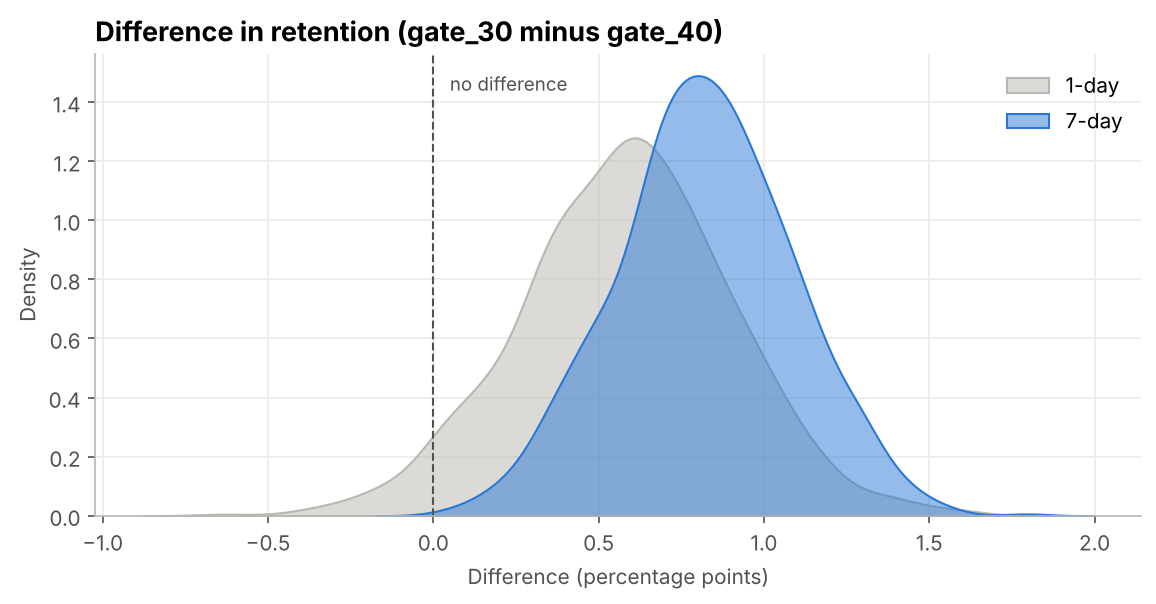 Difference in retention (gate_30 minus gate_40)
no difference
1-day
7-day
Density
1.4
1.2
1.0
0.8
0.6
0.4
0.2
0.0
−1.0
−0.5
0.0
0.5
1.0
1.5
2.0
Difference (percentage points)